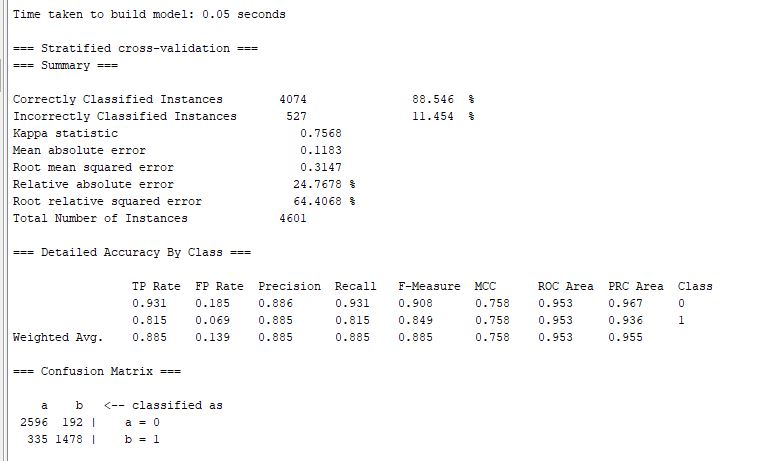 Time taken to build model: 0.05 seconds
=== Stratified cross-validation ===
=== Summary ===
Correctly Classified Instances 4074 88.546 %
Incorrectly Classified Instances 527 11.454 %
Kappa statistic 0.7568
Mean absolute error 0.1183
Root mean squared error 0.3147
Relative absolute error 24.7678 %
Root relative squared error 64.4068 %
Total Number of Instances 4601
=== Detailed Accuracy By Class ===
TP Rate FP Rate Precision Recall F-Measure MCC ROC Area PRC Area Class
0.931 0.185 0.886 0.931 0.908 0.758 0.953 0.967 0
0.815 0.069 0.885 0.815 0.849 0.758 0.953 0.936 1
Weighted Avg. 0.885 0.139 0.885 0.885 0.885 0.758 0.953 0.955
=== Confusion Matrix ===
a b <-- classified as
2596 192 | a = 0
335 1478 | b = 1